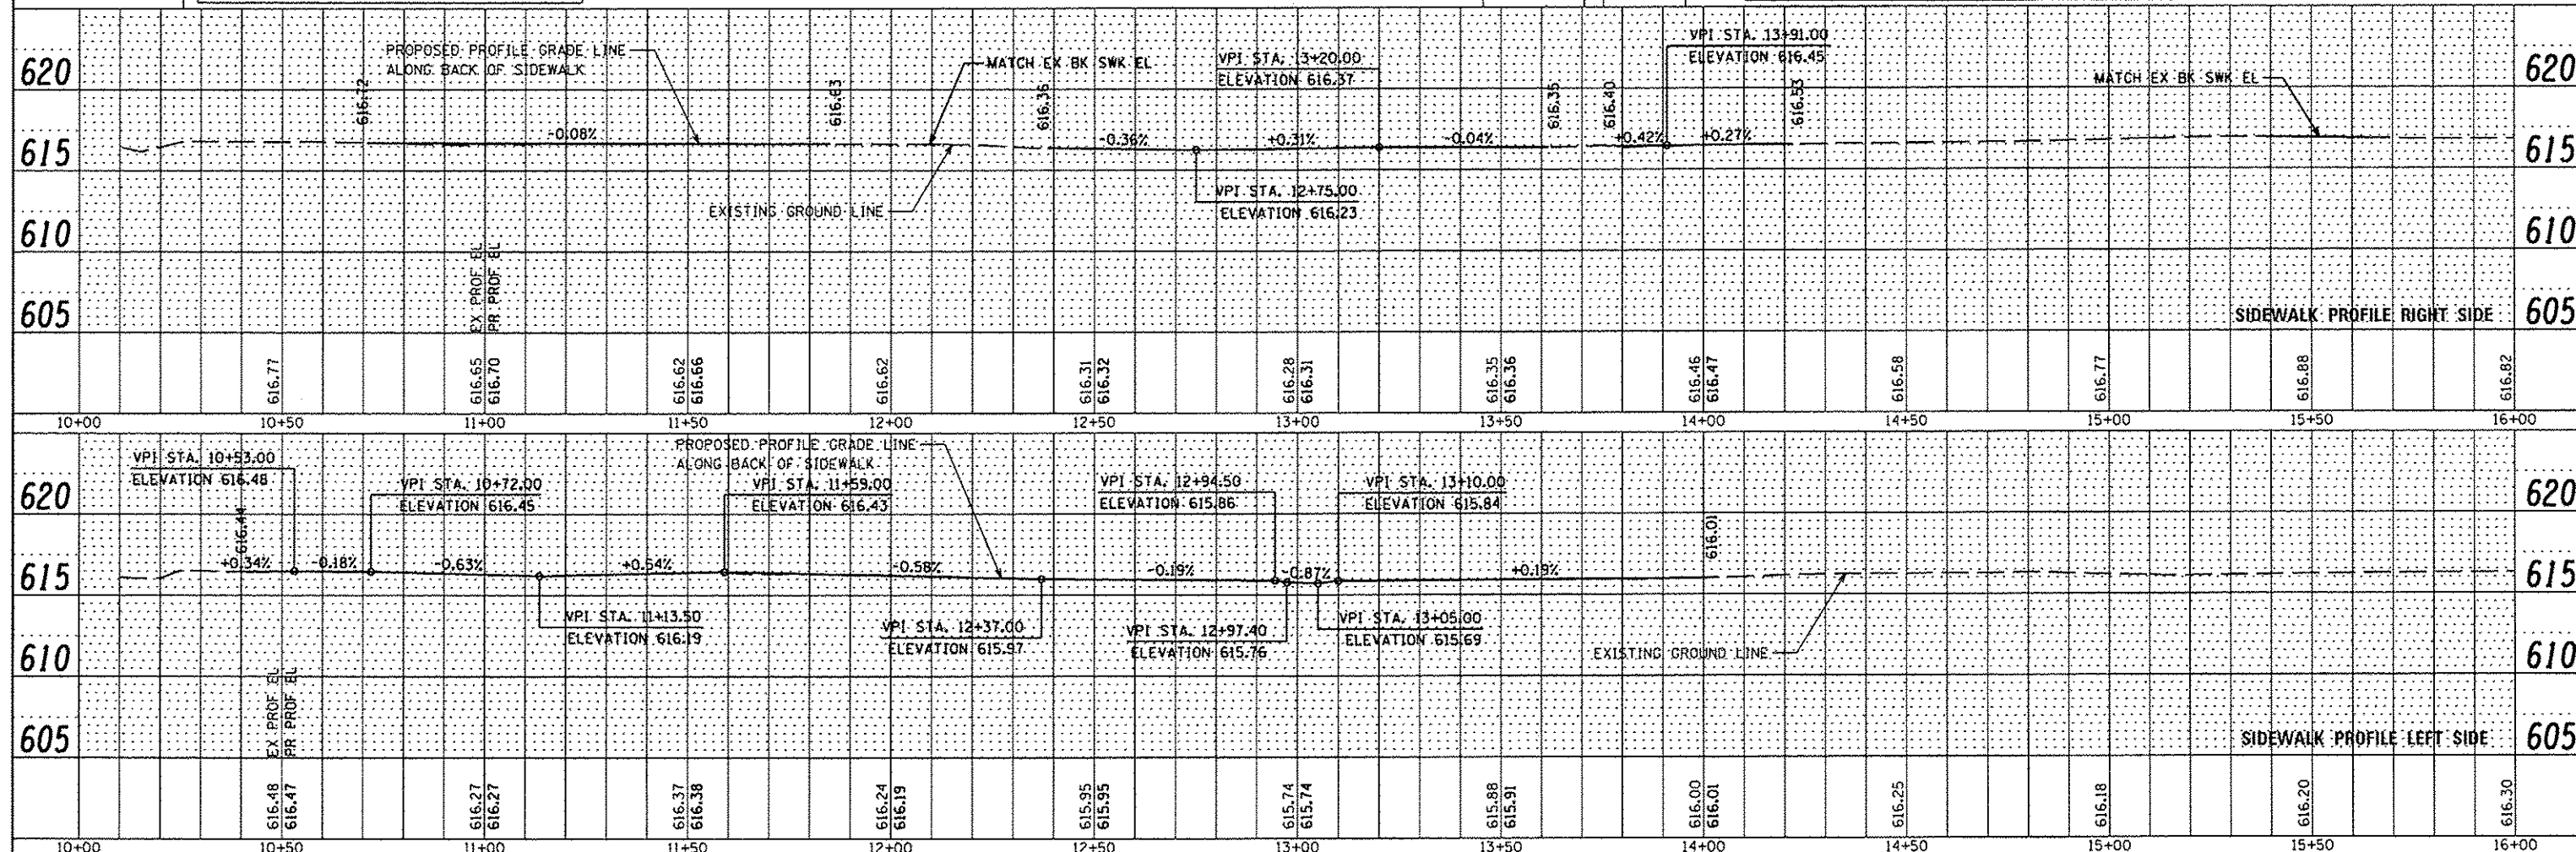 PROPOSED PROFILE GRADE LINE
ALONG BACK OF SIDEWALK
MATCH EX BK SWK EL
VPI STA. 13+20.00
ELEVATION 616.37
VPI STA. 13+91.00
ELEVATION 616.45
MATCH EX BK SWK EL
620
620
616.72
616.63
616.36
616.35
616.40
616.53
-0.08%
-0.36%
+0.31%
-0.04%
+0.42%
+0.27%
615
615
EXISTING GROUND LINE
VPI STA. 12+75.00
ELEVATION 616.23
610
610
EX PROF EL
PR PROF EL
605
SIDEWALK PROFILE RIGHT SIDE
605
616.77
616.65
616.70
616.62
616.66
616.62
616.31
616.32
616.28
616.31
616.35
616.36
616.46
616.47
616.58
616.77
616.88
616.82
10+00 10+50 11+00 11+50 12+00 12+50 13+00 13+50 14+00 14+50 15+00 15+50 16+00
PROPOSED PROFILE GRADE LINE
ALONG BACK OF SIDEWALK
VPI STA. 10+53.00
ELEVATION 616.48
VPI STA. 10+72.00
ELEVATION 616.45
VPI STA. 11+59.00
ELEVATION 616.43
VPI STA. 12+94.50
ELEVATION 615.86
VPI STA. 13+10.00
ELEVATION 615.84
620
620
616.44
616.01
+0.34%
-0.18%
-0.63%
+0.54%
-0.58%
-0.19%
-0.87%
+0.19%
615
615
VPI STA. 11+13.50
ELEVATION 616.19
VPI STA. 12+37.00
ELEVATION 615.97
VPI STA. 12+97.40
ELEVATION 615.76
VPI STA. 13+05.00
ELEVATION 615.69
EXISTING GROUND LINE
610
610
EX PROF EL
PR PROF EL
605
SIDEWALK PROFILE LEFT SIDE
605
616.48
616.47
616.27
616.27
616.37
616.38
616.24
616.19
615.95
615.95
615.74
615.74
615.88
615.91
616.00
616.01
616.25
616.18
616.20
616.30
10+00 10+50 11+00 11+50 12+00 12+50 13+00 13+50 14+00 14+50 15+00 15+50 16+00